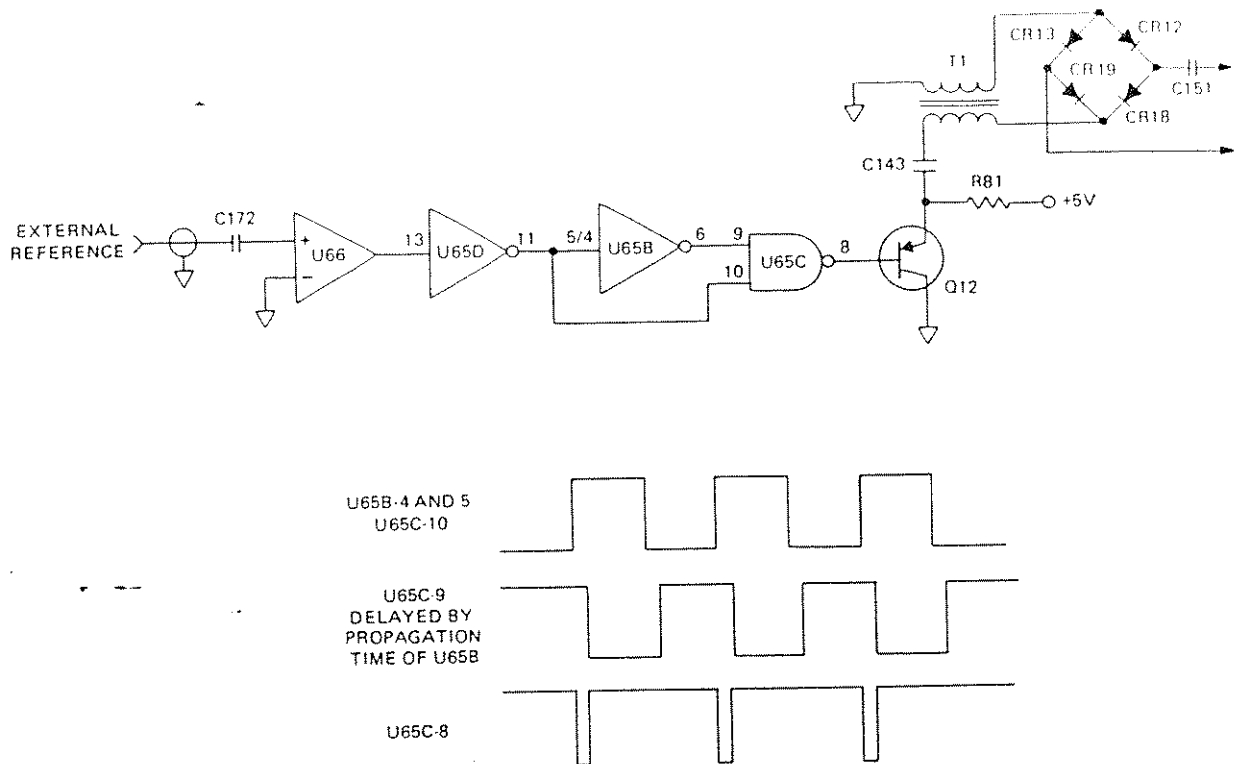 CR13
CR12
T1
CR19
C151
CR18
C143
R81
+5V
EXTERNAL
REFERENCE
C172
+
−
U66
13
U65D
11
5/4
U65B
6
9
10
U65C
8
Q12
U65B-4 AND 5
U65C-10
U65C-9
DELAYED BY
PROPAGATION
TIME OF U65B
U65C-8